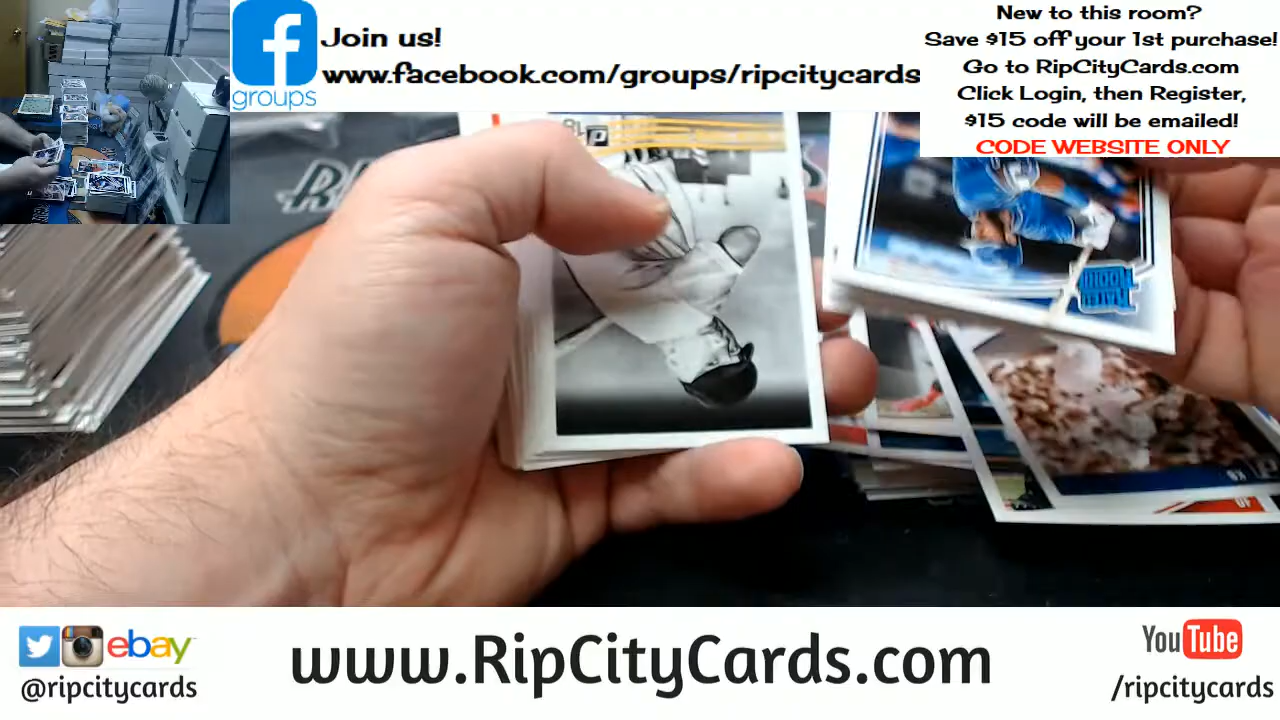 Join us!
www.facebook.com/groups/ripcitycards
groups
New to this room?
Save $15 off your 1st purchase!
Go to RipCityCards.com
Click Login, then Register,
$15 code will be emailed!
CODE WEBSITE ONLY
RATED
ROOKIE
ebay
@ripcitycards
www.RipCityCards.com
YouTube
/ripcitycards